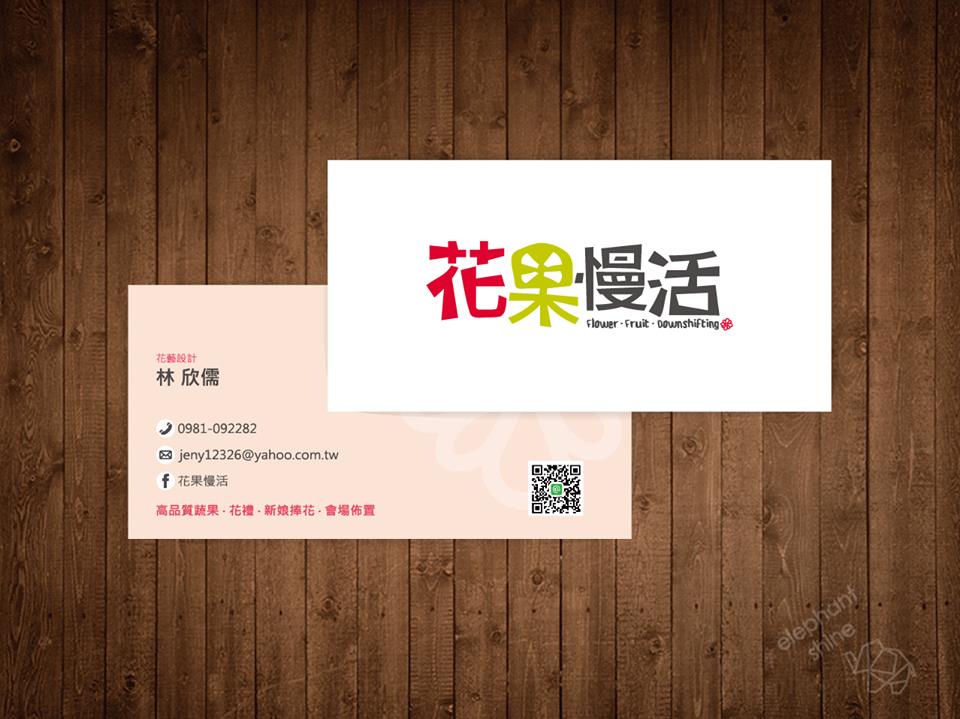 花果慢活
Flower · Fruit · Downshifting
花藝設計
林 欣儒
0981-092282
jeny12326@yahoo.com.tw
花果慢活
高品質蔬果 · 花禮 · 新娘捧花 · 會場佈置
elephant
shine